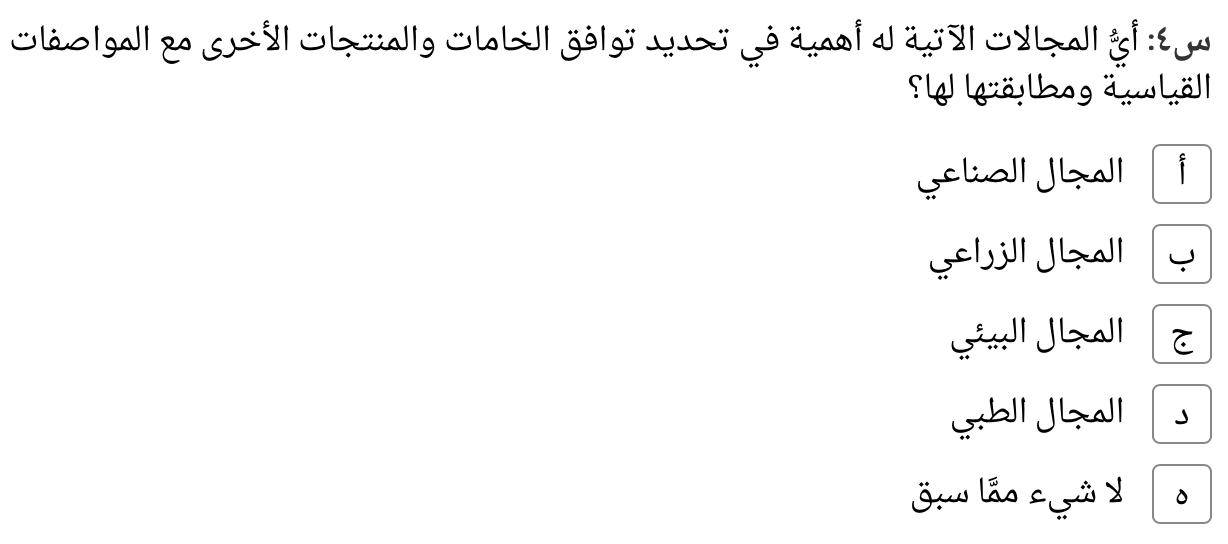 س٤: أيُّ المجالات الآتية له أهمية في تحديد توافق الخامات والمنتجات الأخرى مع المواصفات
القياسية ومطابقتها لها؟
أ المجال الصناعي
ب المجال الزراعي
ج المجال البيئي
د المجال الطبي
ه لا شيء ممَّا سبق